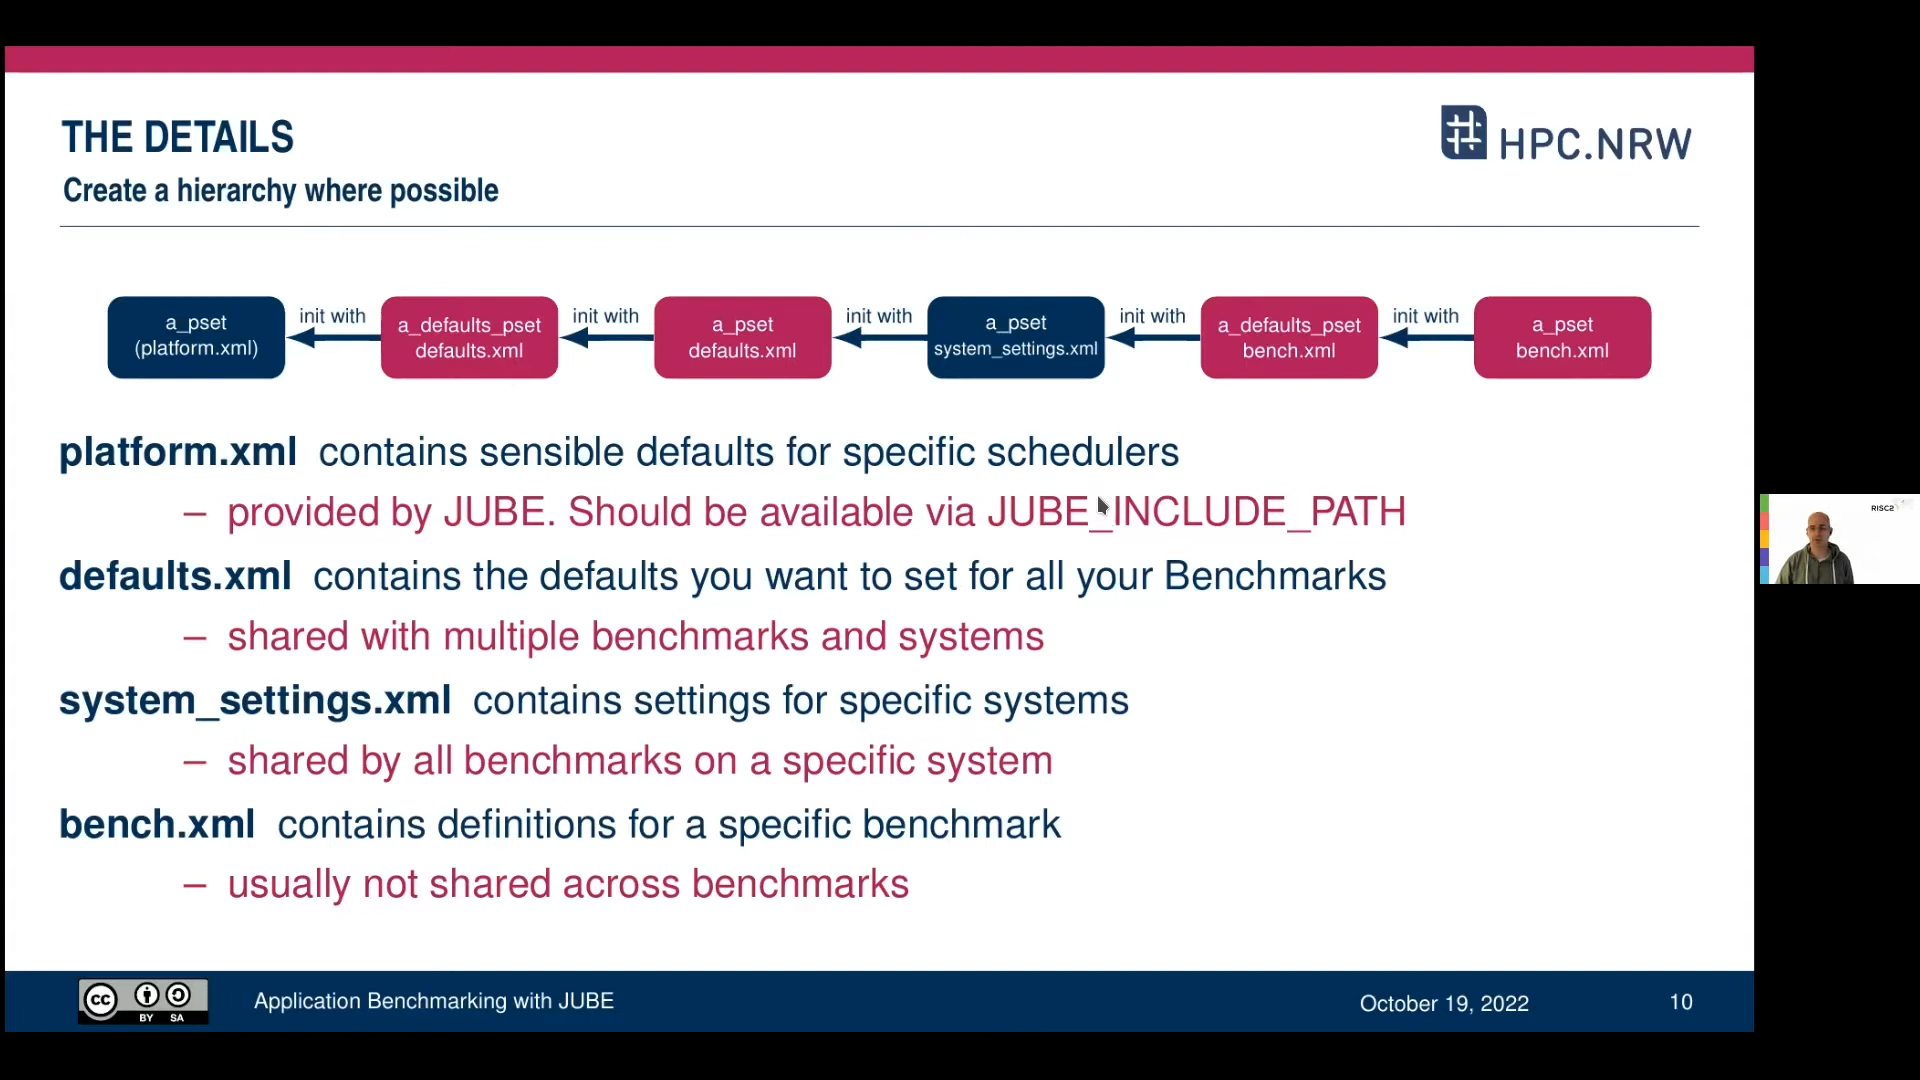 THE DETAILS
Create a hierarchy where possible
HPC.NRW
a_pset
(platform.xml)
init with
a_defaults_pset
defaults.xml
init with
a_pset
defaults.xml
init with
a_pset
system_settings.xml
init with
a_defaults_pset
bench.xml
init with
a_pset
bench.xml
platform.xml contains sensible defaults for specific schedulers
– provided by JUBE. Should be available via JUBE_INCLUDE_PATH
defaults.xml contains the defaults you want to set for all your Benchmarks
– shared with multiple benchmarks and systems
system_settings.xml contains settings for specific systems
– shared by all benchmarks on a specific system
bench.xml contains definitions for a specific benchmark
– usually not shared across benchmarks
RISC2
cc
BY SA
Application Benchmarking with JUBE
October 19, 2022
10